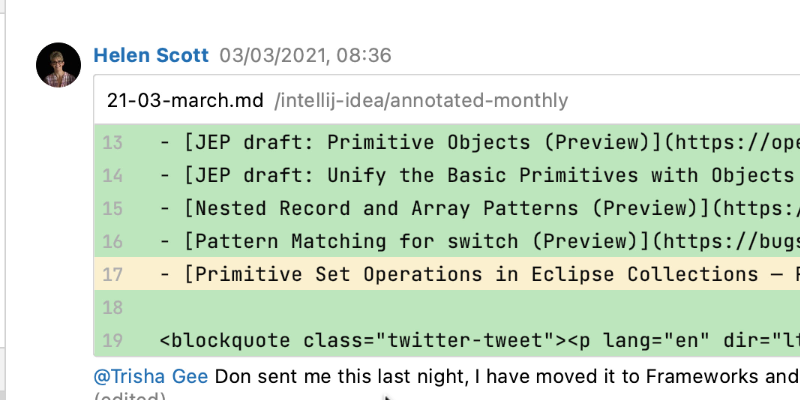 Helen Scott 03/03/2021, 08:36
21-03-march.md /intellij-idea/annotated-monthly
13 - [JEP draft: Primitive Objects (Preview)](https://ope
14 - [JEP draft: Unify the Basic Primitives with Objects
15 - [Nested Record and Array Patterns (Preview)](https:/
16 - [Pattern Matching for switch (Preview)](https://bugs
17 - [Primitive Set Operations in Eclipse Collections —
18
19 <blockquote class="twitter-tweet"><p lang="en" dir="lt
@Trisha Gee Don sent me this last night, I have moved it to Frameworks and
(edited)